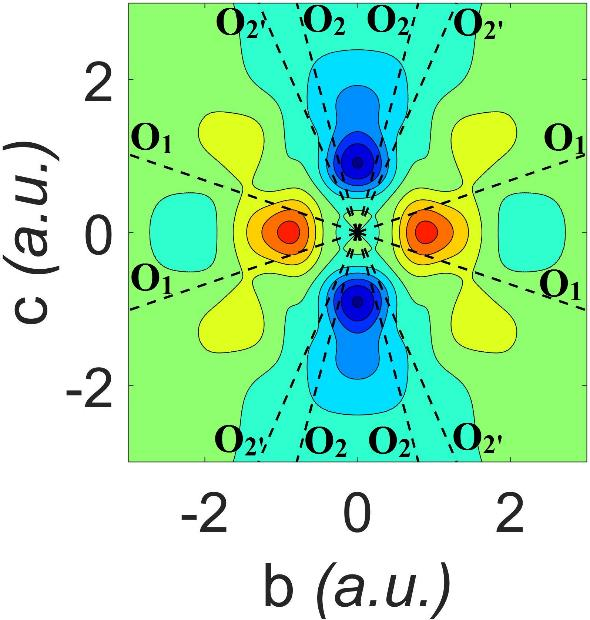 O2' O2 O2 O2'
2
O1 O1
0
O1 O1
-2
O2' O2 O2 O2'
-2 0 2
b (a.u.)
c (a.u.)